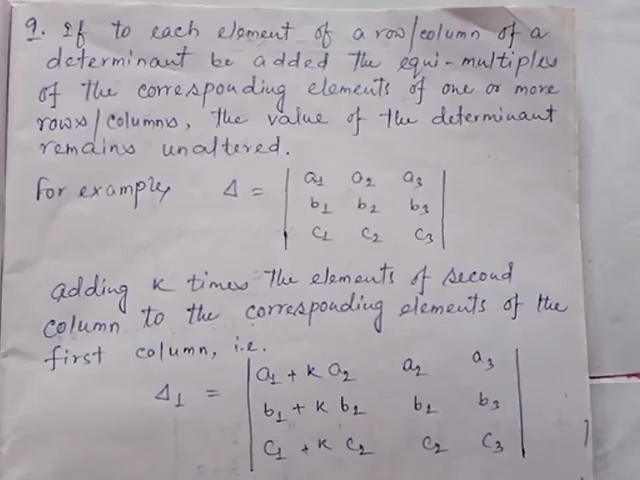 9. If to each element of a row/column of a
determinant be added the equi-multiples
of the corresponding elements of one or more
rows/columns, the value of the determinant
remains unaltered.
For example, Δ = | a1 a2 a3 |
| b1 b2 b3 |
| c1 c2 c3 |
adding K times the elements of second
column to the corresponding elements of the
first column, i.e.
Δ1 = | a1 + K a2 a2 a3 |
| b1 + K b2 b2 b3 |
| c1 + K c2 c2 c3 |